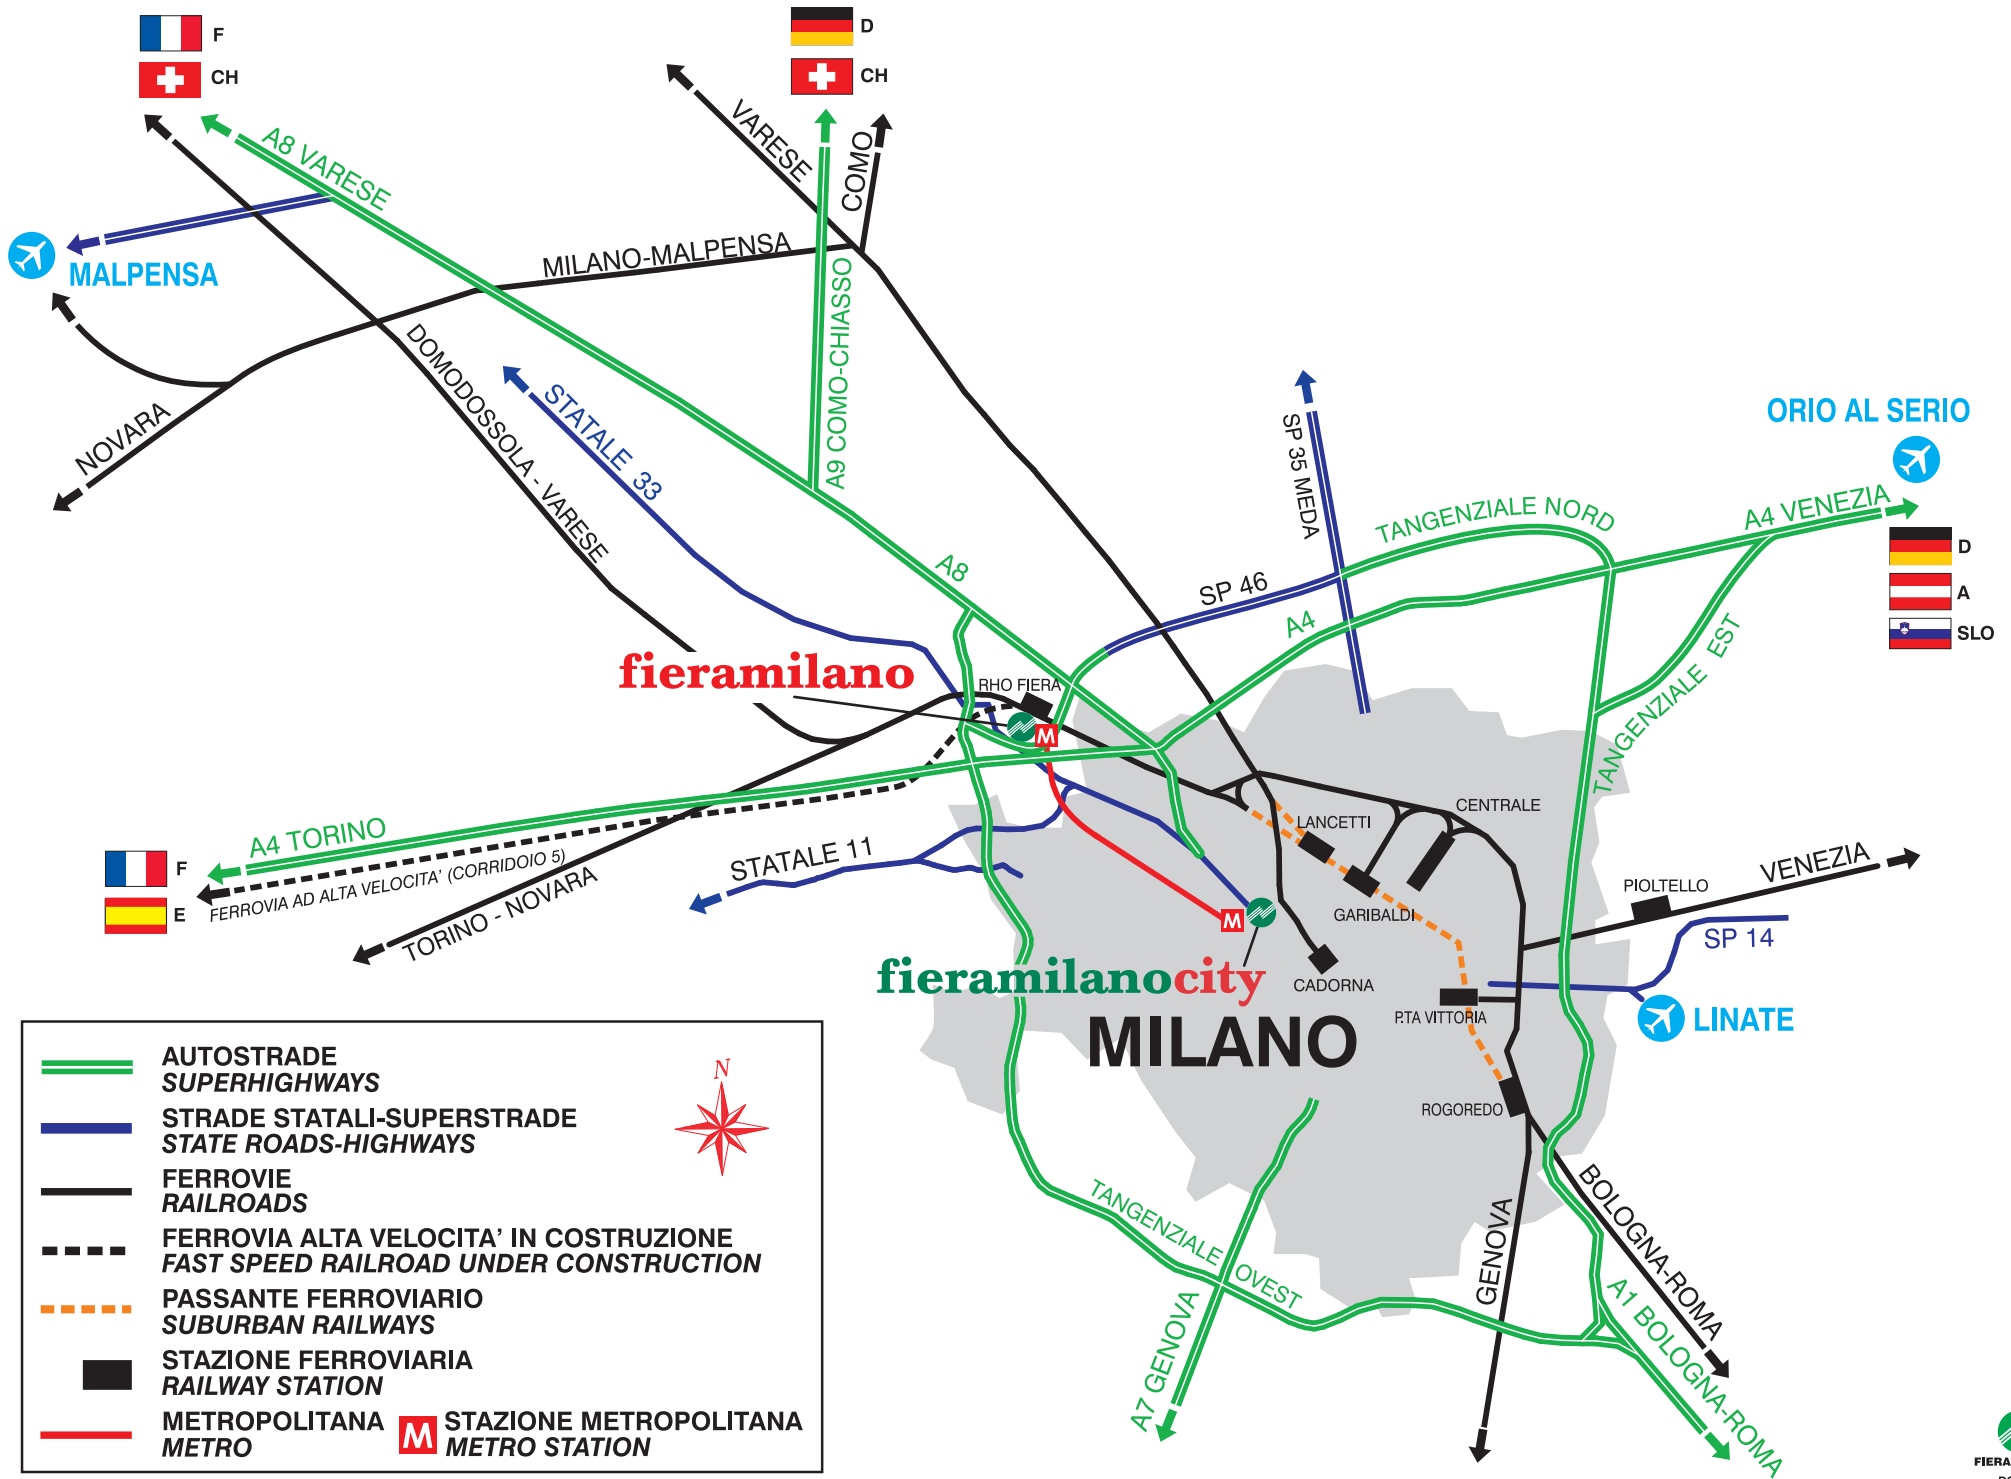 F
CH
D
CH
A8 VARESE
VARESE
COMO
MALPENSA
MILANO-MALPENSA
A9 COMO-CHIASSO
NOVARA
DOMODOSSOLA - VARESE
STATALE 33
SP 35 MEDA
ORIO AL SERIO
TANGENZIALE NORD
A4 VENEZIA
D
A
SLO
A8
SP 46
A4
TANGENZIALE EST
fieramilano
RHO FIERA
M
A4 TORINO
F
E
FERROVIA AD ALTA VELOCITA' (CORRIDOIO 5)
TORINO - NOVARA
STATALE 11
CENTRALE
LANCETTI
GARIBALDI
M
fieramilanocity
CADORNA
MILANO
PIOLTELLO
VENEZIA
SP 14
P.TA VITTORIA
LINATE
ROGOREDO
TANGENZIALE OVEST
A7 GENOVA
GENOVA
BOLOGNA-ROMA
A1 BOLOGNA-ROMA
AUTOSTRADE
SUPERHIGHWAYS
N
STRADE STATALI-SUPERSTRADE
STATE ROADS-HIGHWAYS
FERROVIE
RAILROADS
FERROVIA ALTA VELOCITA' IN COSTRUZIONE
FAST SPEED RAILROAD UNDER CONSTRUCTION
PASSANTE FERROVIARIO
SUBURBAN RAILWAYS
STAZIONE FERROVIARIA
RAILWAY STATION
METROPOLITANA
METRO
M
STAZIONE METROPOLITANA
METRO STATION
FIERA